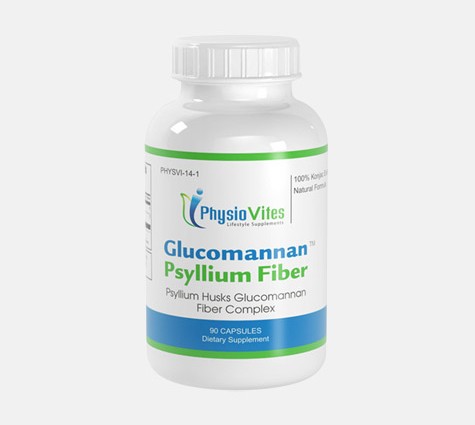 PHYSVI-14-1
100% Konjac
Natural
PhysioVites
Lifestyle Supplements
Glucomannan™
Psyllium Fiber
Psyllium Husks Glucomannan
Fiber Complex
90 CAPSULES
Dietary Supplement